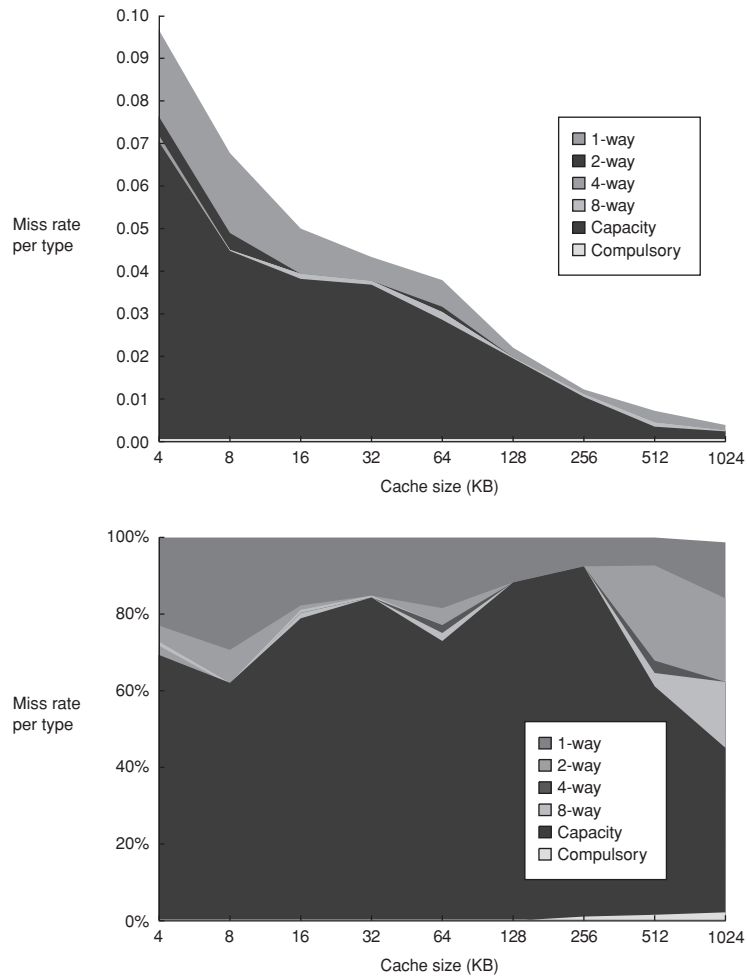 0.10
0.09
0.08
0.07
0.06
0.05
0.04
0.03
0.02
0.01
0.00
Miss rate
per type
1-way
2-way
4-way
8-way
Capacity
Compulsory
4 8 16 32 64 128 256 512 1024
Cache size (KB)
100%
80%
60%
40%
20%
0%
Miss rate
per type
1-way
2-way
4-way
8-way
Capacity
Compulsory
4 8 16 32 64 128 256 512 1024
Cache size (KB)